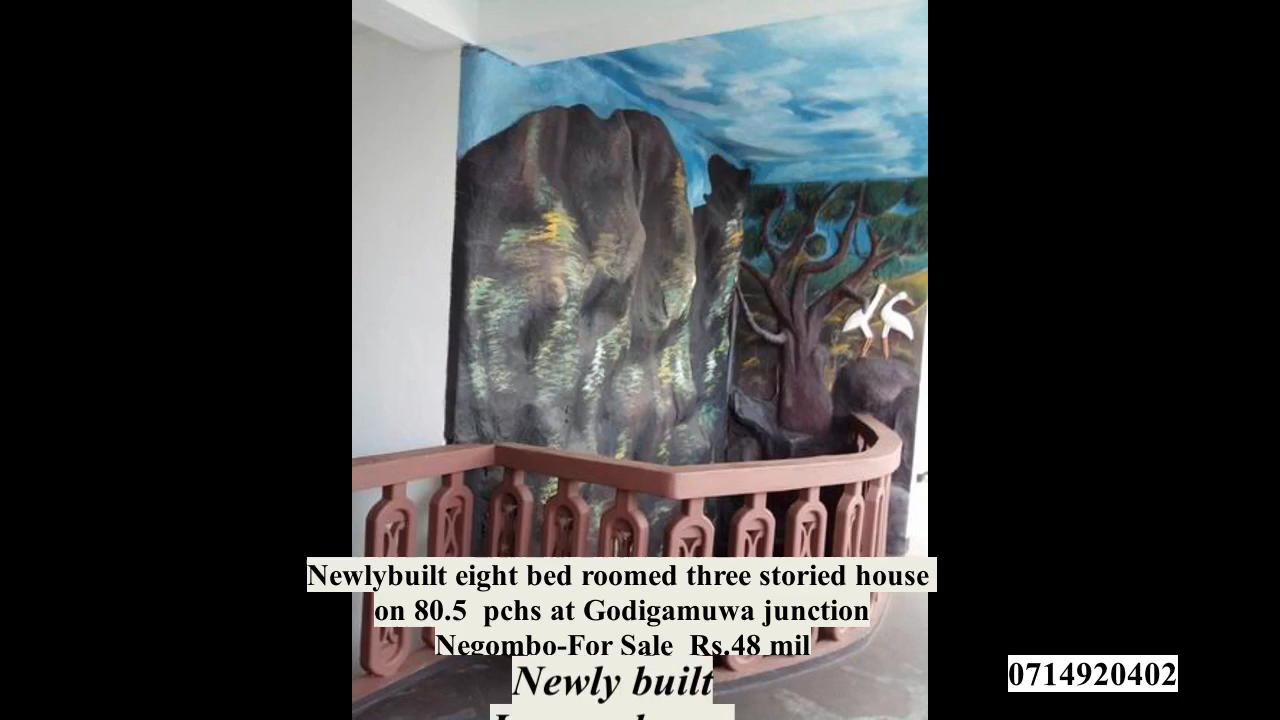 Newlybuilt eight bed roomed three storied house
on 80.5 pchs at Godigamuwa junction
Negombo-For Sale Rs.48 mil
Newly built
0714920402